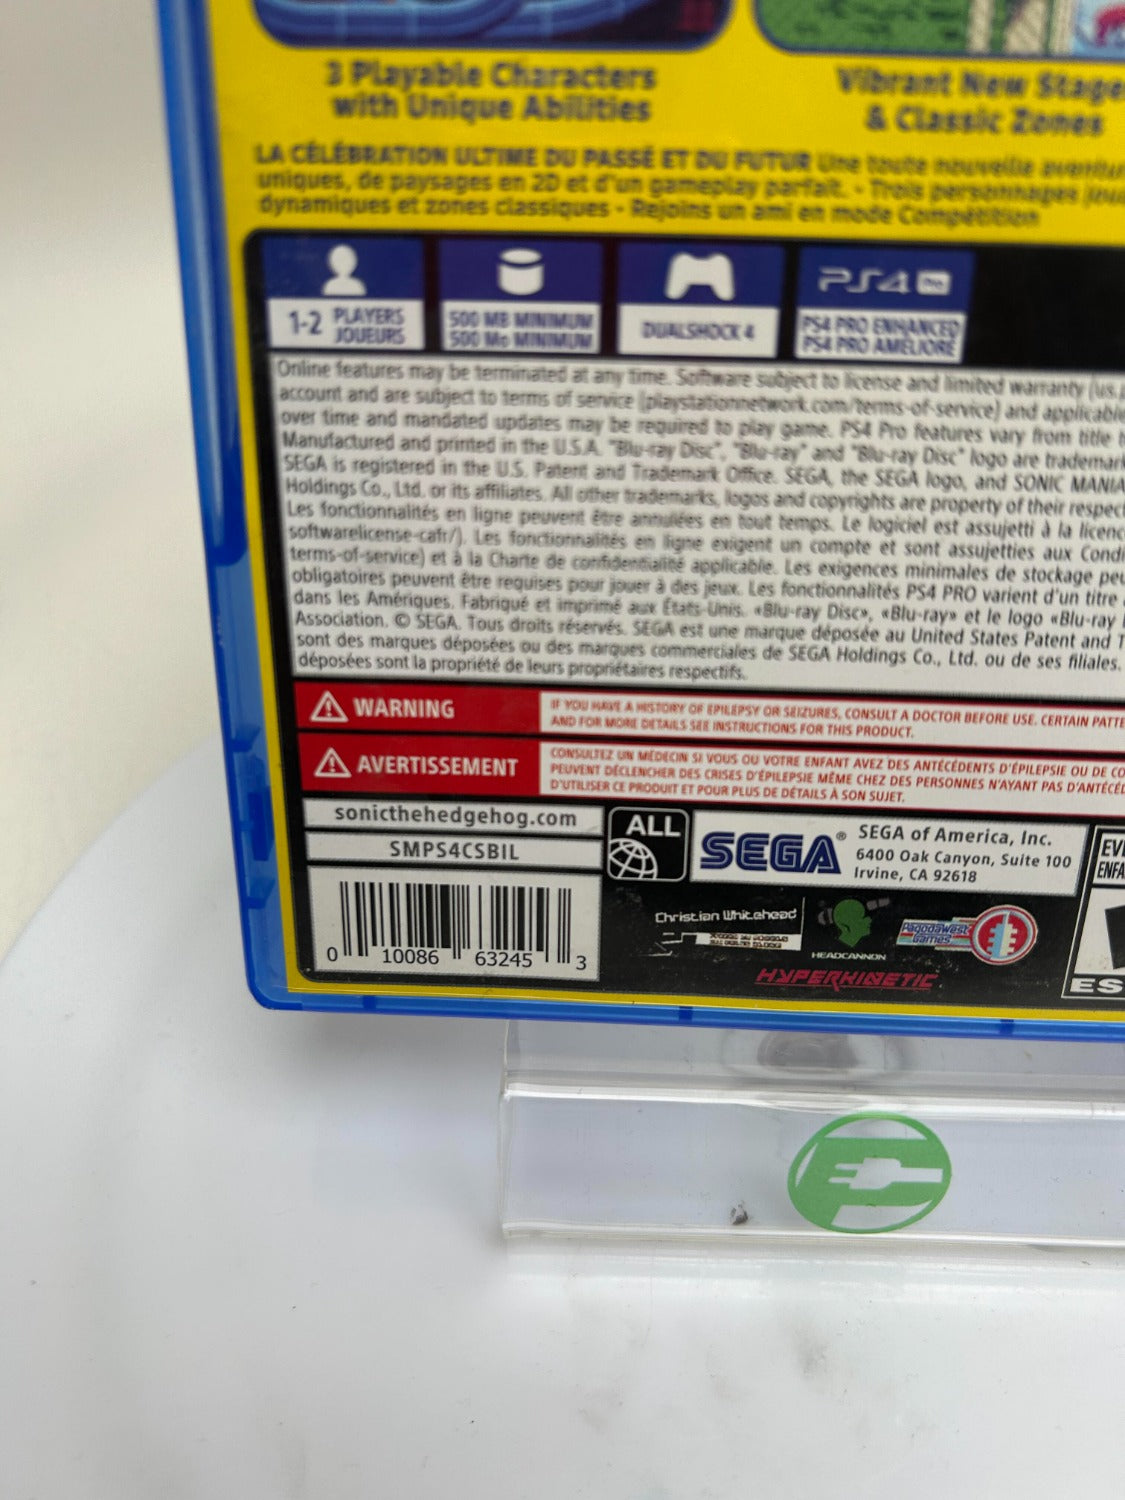 3 Playable Characters
with Unique Abilities
Vibrant New Stage
& Classic Zones
LA CÉLÉBRATION ULTIME DU PASSÉ ET DU FUTUR Une toute nouvelle aventur
uniques, de paysages en 2D et d'un gameplay parfait. - Trois personnages jou
dynamiques et zones classiques - Rejoins un ami en mode Compétition
1-2 PLAYERS
JOUEURS
500 MB MINIMUM
500 Mo MINIMUM
DUALSHOCK 4
PS4 Pro
PS4 PRO ENHANCED
PS4 PRO AMÉLIORÉ
Online features may be terminated at any time. Software subject to license and limited warranty (us.p
account and are subject to terms of service (playstationnetwork.com/terms-of-service) and applicable
over time and mandated updates may be required to play game. PS4 Pro features vary from title t
Manufactured and printed in the U.S.A. "Blu-ray Disc", "Blu-ray" and "Blu-ray Disc" logo are trademark
SEGA is registered in the U.S. Patent and Trademark Office. SEGA, the SEGA logo, and SONIC MANIA
Holdings Co., Ltd. or its affiliates. All other trademarks, logos and copyrights are property of their respect
Les fonctionnalités en ligne peuvent être annulées en tout temps. Le logiciel est assujetti à la licenc
softwarelicense-cafr/). Les fonctionnalités en ligne exigent un compte et sont assujetties aux Condi
terms-of-service) et à la Charte de confidentialité applicable. Les exigences minimales de stockage peu
obligatoires peuvent être requises pour jouer à des jeux. Les fonctionnalités PS4 PRO varient d'un titre
dans les Amériques. Fabriqué et imprimé aux États-Unis. «Blu-ray Disc», «Blu-ray» et le logo «Blu-ray
Association. © SEGA. Tous droits réservés. SEGA est une marque déposée au United States Patent and T
sont des marques déposées ou des marques commerciales de SEGA Holdings Co., Ltd. ou de ses filiales.
déposées sont la propriété de leurs propriétaires respectifs.
WARNING
IF YOU HAVE A HISTORY OF EPILEPSY OR SEIZURES, CONSULT A DOCTOR BEFORE USE. CERTAIN PATTE
AND FOR MORE DETAILS SEE INSTRUCTIONS FOR THIS PRODUCT.
AVERTISSEMENT
CONSULTEZ UN MÉDECIN SI VOUS OU VOTRE ENFANT AVEZ DES ANTÉCÉDENTS D'ÉPILEPSIE OU DE CO
PEUVENT DÉCLENCHER DES CRISES D'ÉPILEPSIE MÊME CHEZ DES PERSONNES N'AYANT PAS D'ANTÉCÉD
D'UTILISER CE PRODUIT ET POUR PLUS DE DÉTAILS À SON SUJET.
sonicthehedgehog.com
SMPS4CSBIL
0 10086 63245 3
ALL
SEGA®
SEGA of America, Inc.
6400 Oak Canyon, Suite 100
Irvine, CA 92618
Christian Whitehead
HEADCANNON
PagodaWest
Games
HYPERKINETIC
EVE
ENFA
ES